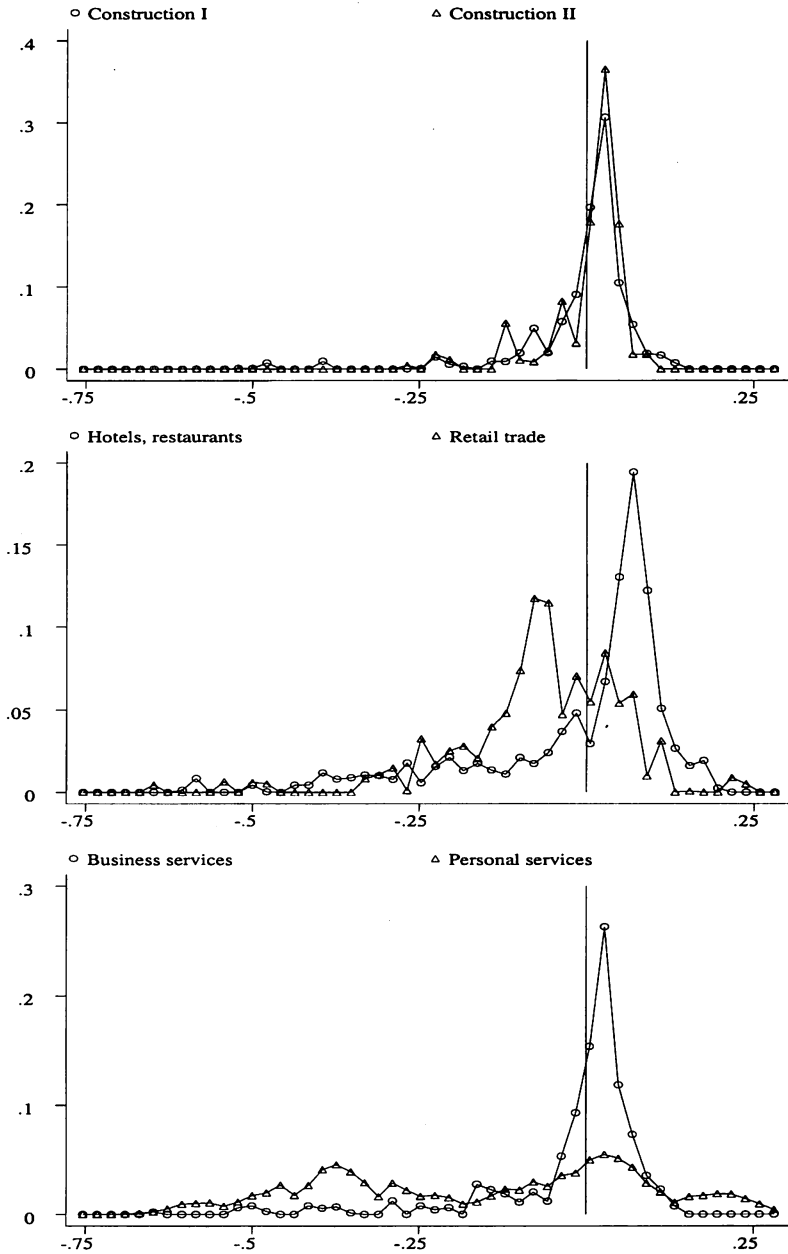 Construction I Construction II
.4
.3
.2
.1
0
-.75 -.5 -.25 .25
Hotels, restaurants Retail trade
.2
.15
.1
.05
0
-.75 -.5 -.25 .25
Business services Personal services
.3
.2
.1
0
-.75 -.5 -.25 .25